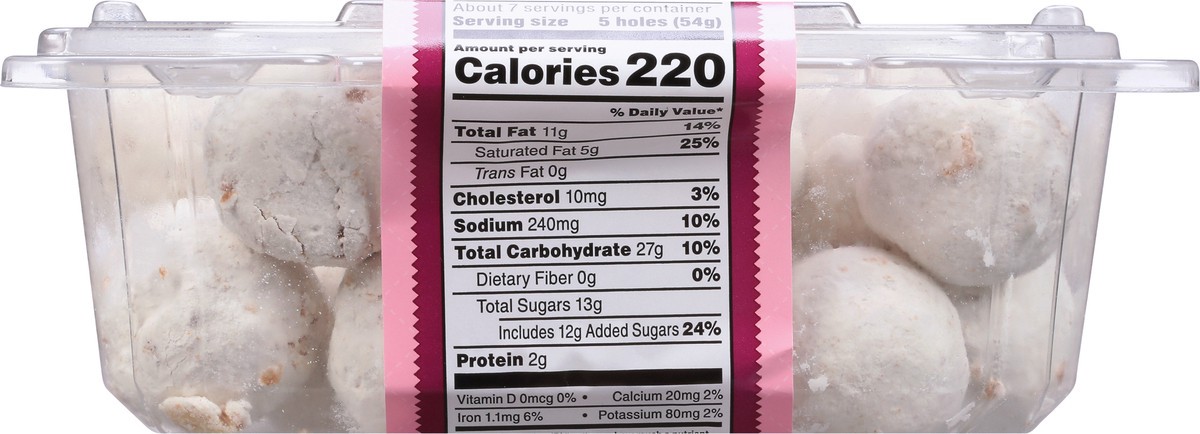 About 7 servings per container
Serving size 5 holes (54g)
Amount per serving
Calories 220
% Daily Value*
Total Fat 11g 14%
Saturated Fat 5g 25%
Trans Fat 0g
Cholesterol 10mg 3%
Sodium 240mg 10%
Total Carbohydrate 27g 10%
Dietary Fiber 0g 0%
Total Sugars 13g
Includes 12g Added Sugars 24%
Protein 2g
Vitamin D 0mcg 0% • Calcium 20mg 2%
Iron 1.1mg 6% • Potassium 80mg 2%